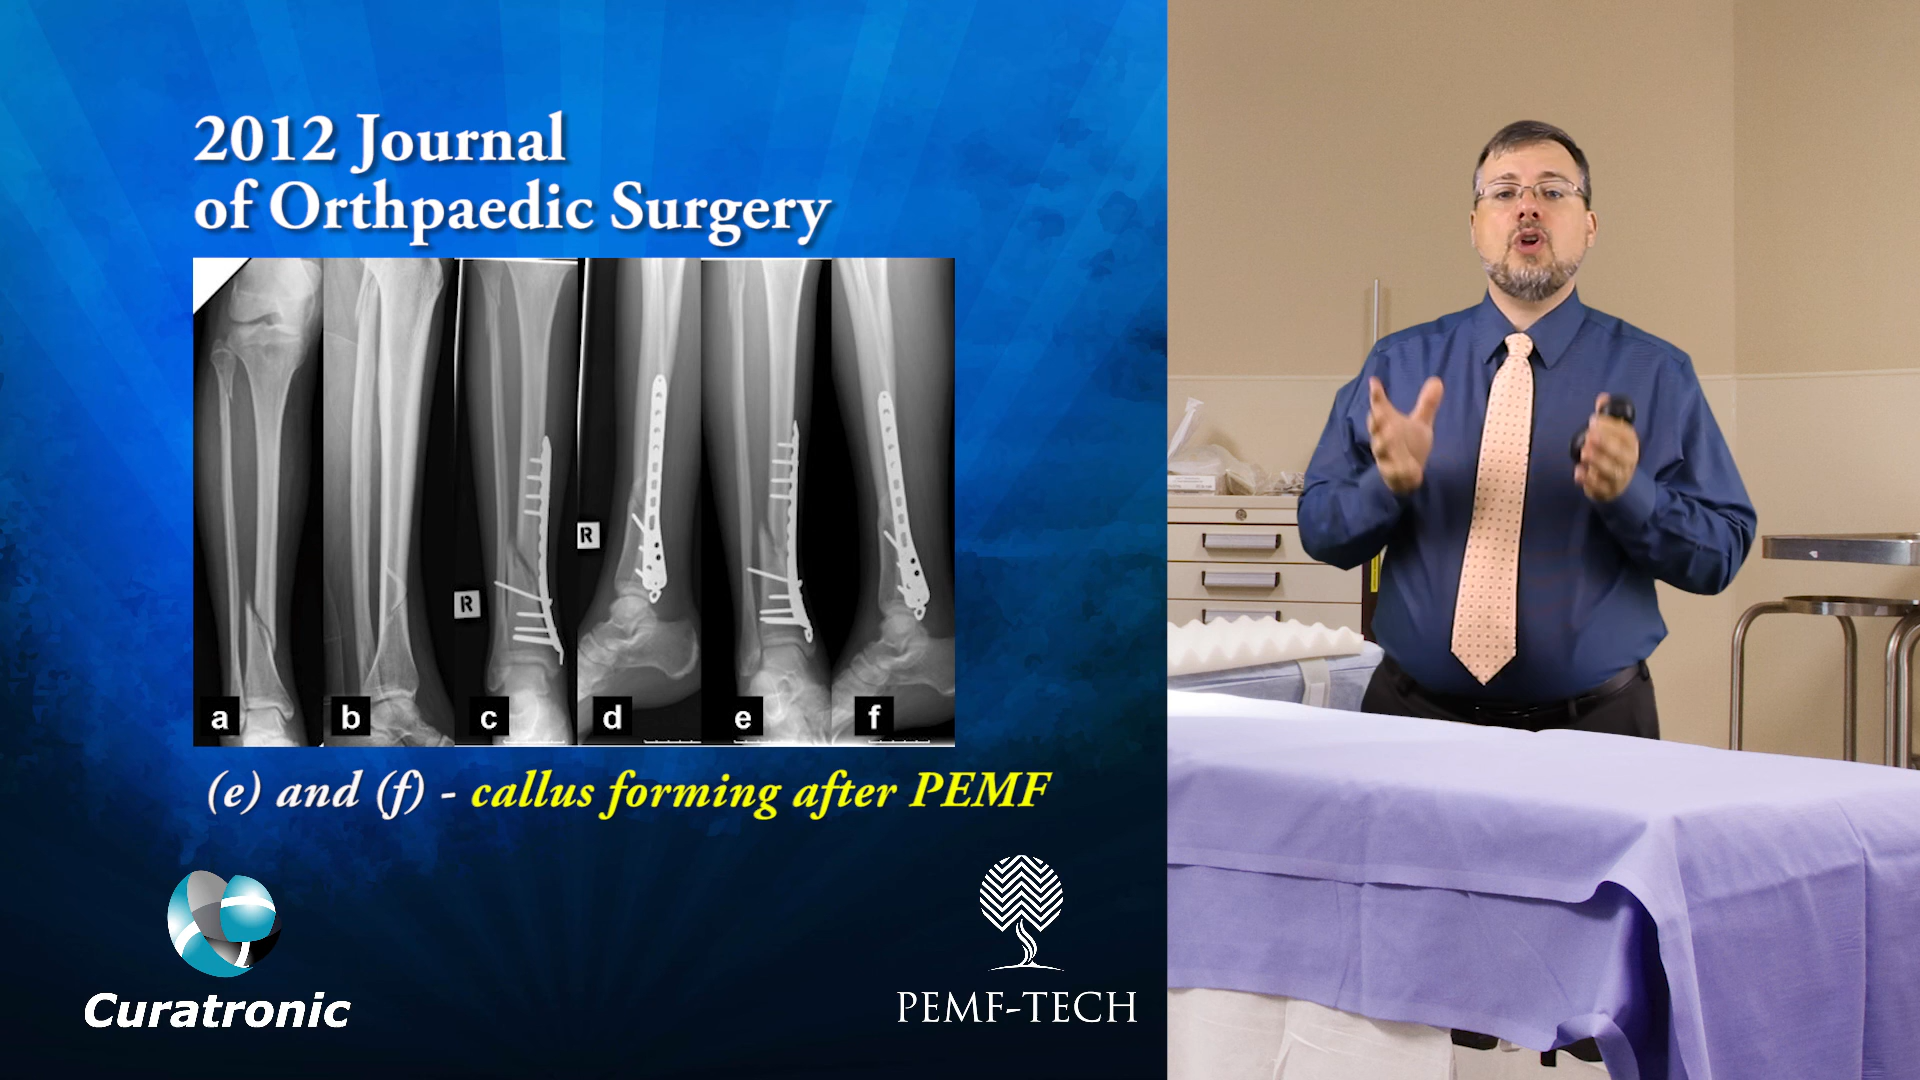 2012 Journal
of Orthpaedic Surgery
R
R
a
b
c
d
e
f
(e) and (f) - callus forming after PEMF
Curatronic
PEMF-TECH